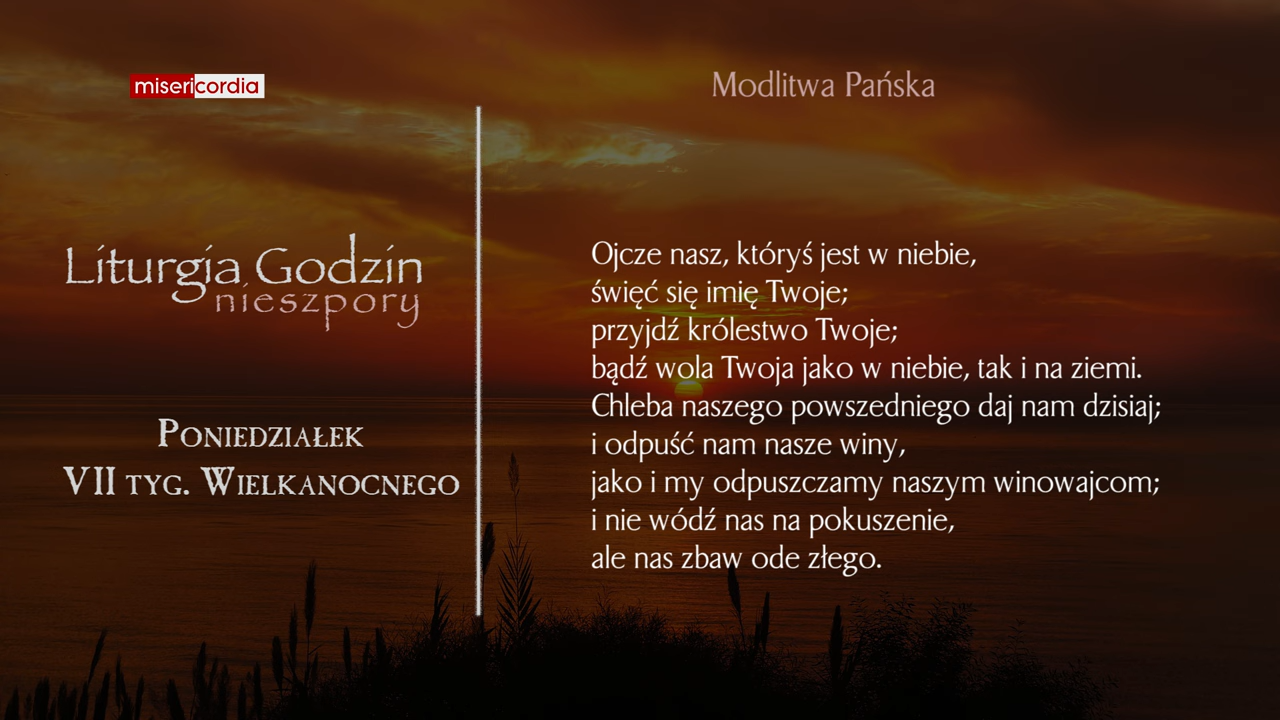 misericordia
Liturgia Godzin
nieszpory
Poniedziałek
VII tyg. Wielkanocnego
Modlitwa Pańska
Ojcze nasz, któryś jest w niebie,
święć się imię Twoje;
przyjdź królestwo Twoje;
bądź wola Twoja jako w niebie, tak i na ziemi.
Chleba naszego powszedniego daj nam dzisiaj;
i odpuść nam nasze winy,
jako i my odpuszczamy naszym winowajcom;
i nie wódź nas na pokuszenie,
ale nas zbaw ode złego.